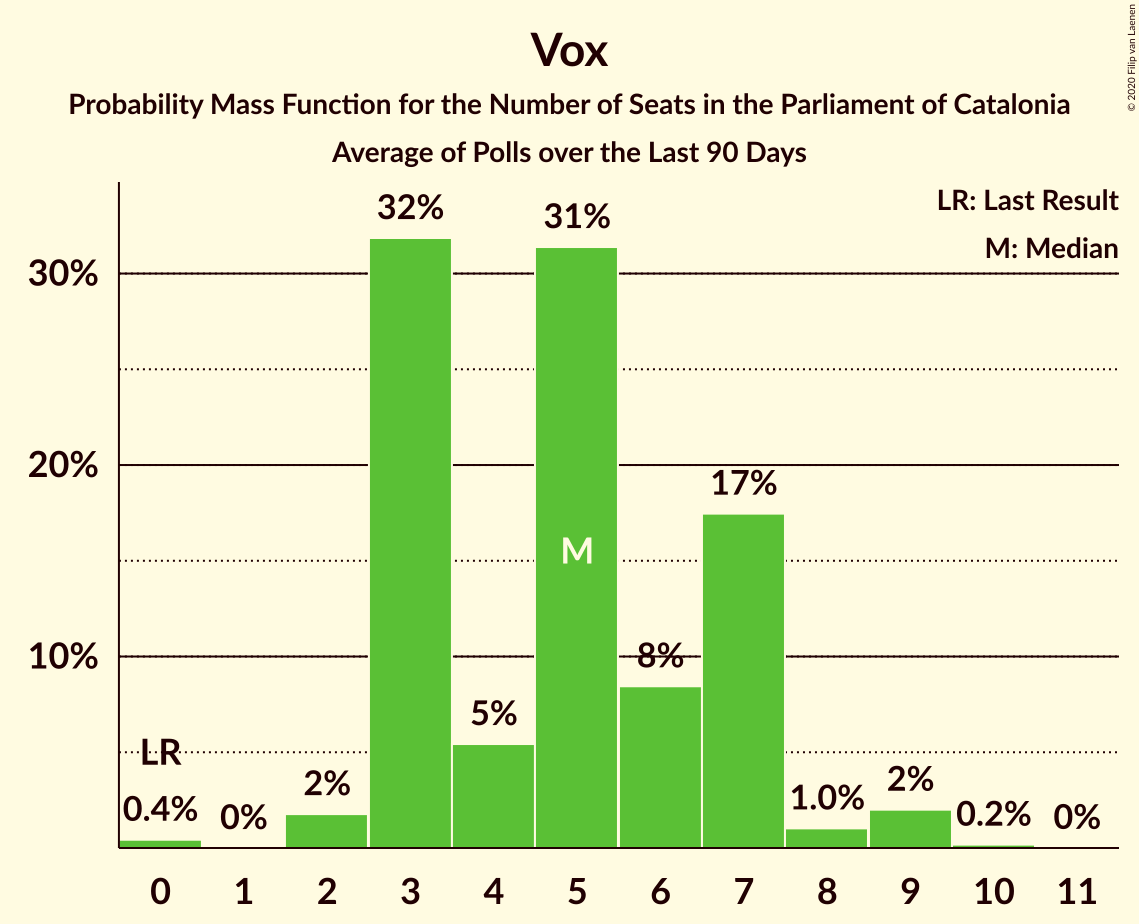 Vox
Probability Mass Function for the Number of Seats in the Parliament of Catalonia
Average of Polls over the Last 90 Days
© 2020 Filip van Laenen
LR: Last Result
M: Median
30%
20%
10%
LR
0.4%
0%
2%
32%
5%
31%
M
8%
17%
1.0%
2%
0.2%
0%
0 1 2 3 4 5 6 7 8 9 10 11